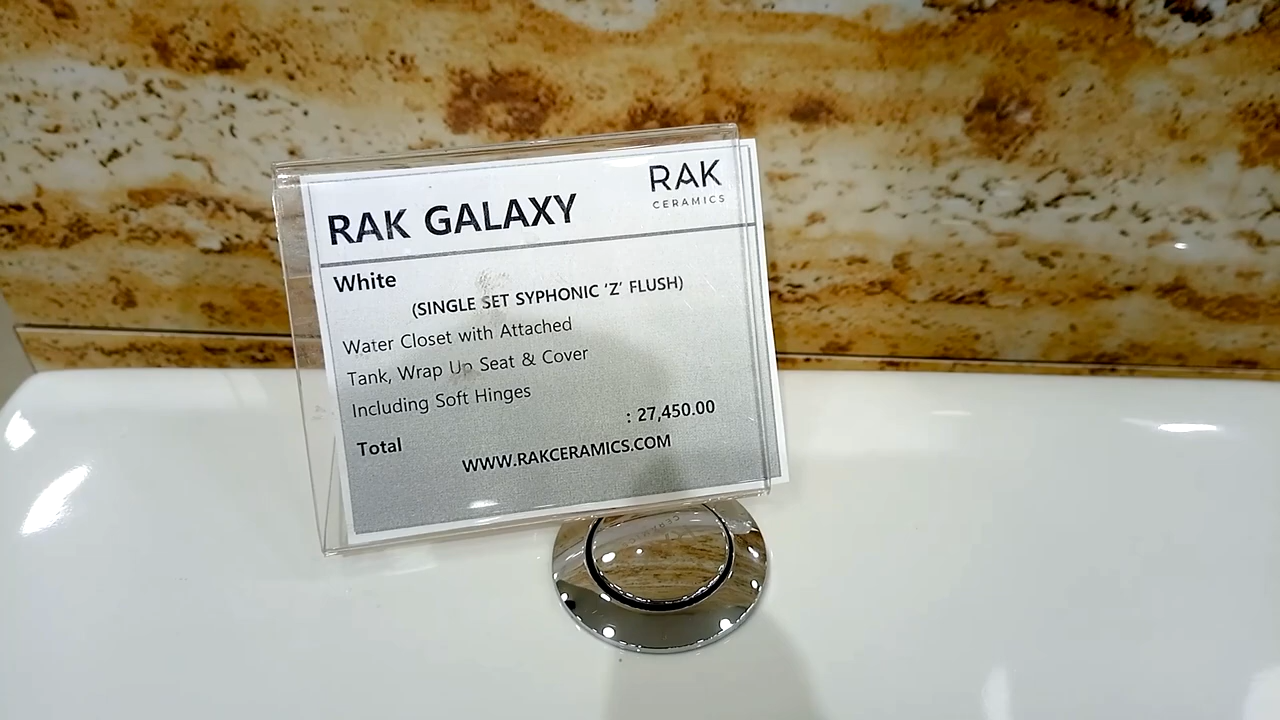 RAK GALAXY
RAK
CERAMICS
White
(SINGLE SET SYPHONIC 'Z' FLUSH)
Water Closet with Attached
Tank, Wrap Up Seat & Cover
Including Soft Hinges
Total : 27,450.00
WWW.RAKCERAMICS.COM